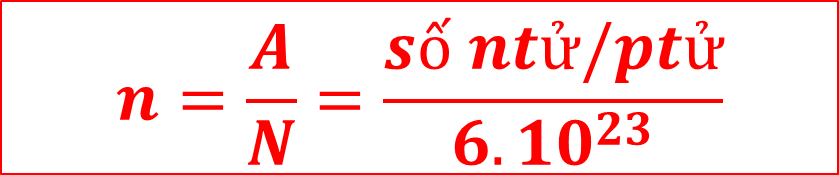 n = A/N = số ntử/ptử / 6.10²³